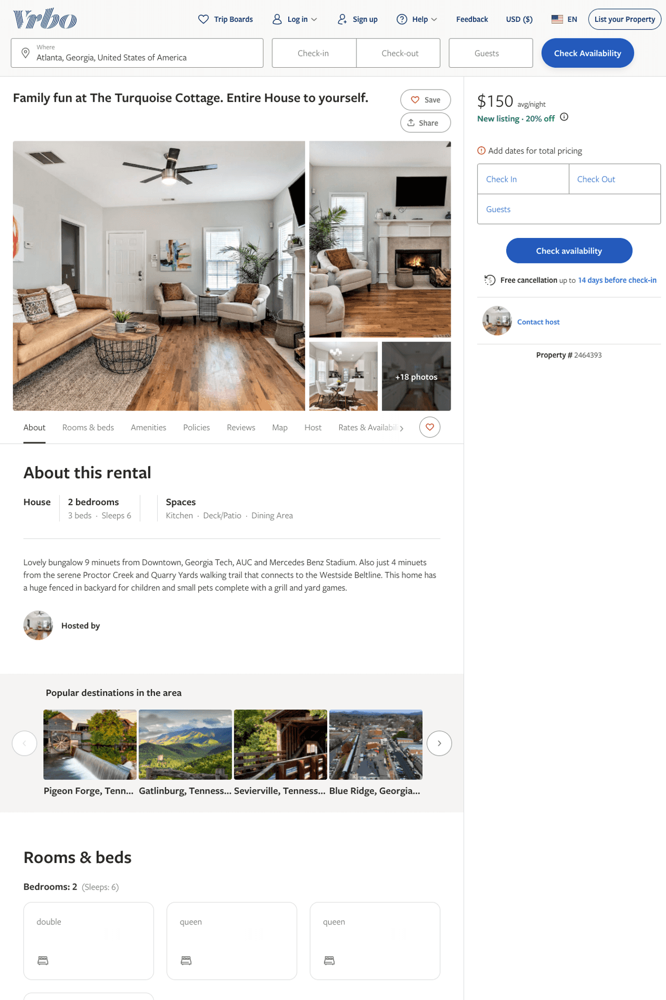 Vrbo
Trip Boards
Log in
Sign up
Help
Feedback
USD ($)
EN
List your Property
Where
Atlanta, Georgia, United States of America
Check-in
Check-out
Guests
Check Availability
Family fun at The Turquoise Cottage. Entire House to yourself.
Save
Share
$150 avg/night
New listing · 20% off
Add dates for total pricing
Check In
Check Out
Guests
Check availability
Free cancellation up to 14 days before check-in
Contact host
Property # 2464393
+18 photos
About
Rooms & beds
Amenities
Policies
Reviews
Map
Host
Rates & Availabili
About this rental
House
2 bedrooms
3 beds · Sleeps 6
Spaces
Kitchen · Deck/Patio · Dining Area
Lovely bungalow 9 minuets from Downtown, Georgia Tech, AUC and Mercedes Benz Stadium. Also just 4 minuets
from the serene Proctor Creek and Quarry Yards walking trail that connects to the Westside Beltline. This home has
a huge fenced in backyard for children and small pets complete with a grill and yard games.
Hosted by
Popular destinations in the area
Pigeon Forge, Tenn...
Gatlinburg, Tenness...
Sevierville, Tenness...
Blue Ridge, Georgia...
Rooms & beds
Bedrooms: 2 (Sleeps: 6)
double
queen
queen